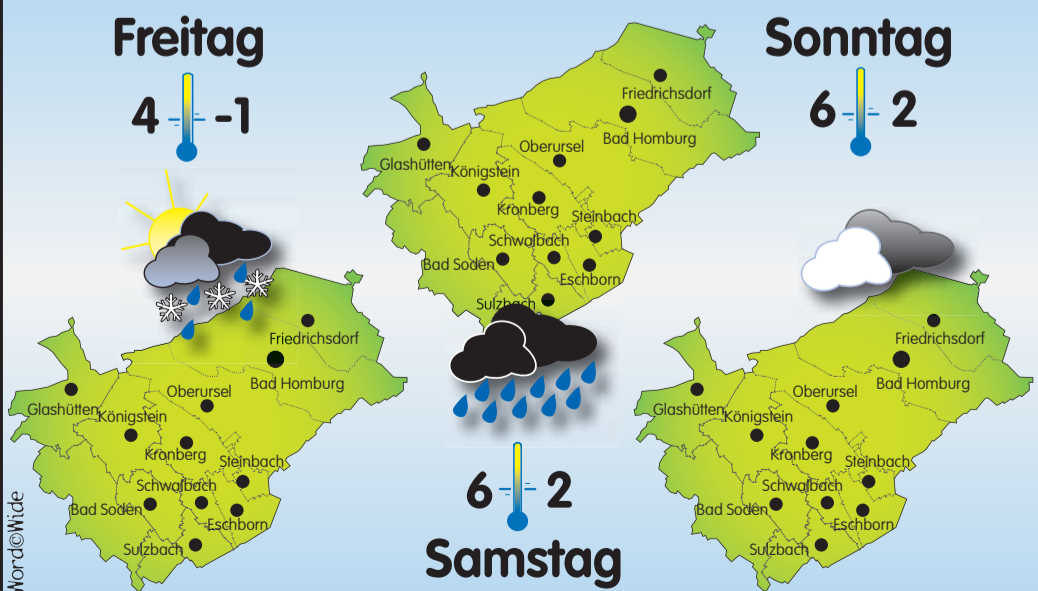 Freitag
4 -1
Friedrichsdorf
Bad Homburg
Oberursel
Glashütten
Königstein
Kronberg
Steinbach
Schwalbach
Bad Soden
Eschborn
Sulzbach
Friedrichsdorf
Bad Homburg
Oberursel
Glashütten
Königstein
Kronberg
Steinbach
Schwalbach
Bad Soden
Eschborn
Sulzbach
6 2
Samstag
Sonntag
6 2
Friedrichsdorf
Bad Homburg
Oberursel
Glashütten
Königstein
Kronberg
Steinbach
Schwalbach
Bad Soden
Eschborn
Sulzbach
Word©Wide